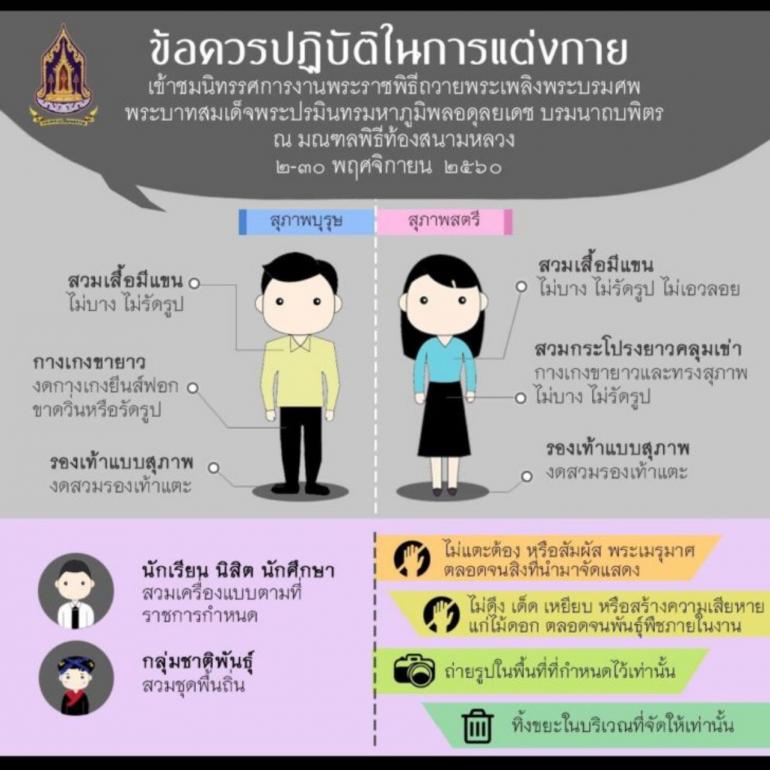 ข้อควรปฏิบัติในการแต่งกาย
เข้าชมนิทรรศการงานพระราชพิธีถวายพระเพลิงพระบรมศพ
พระบาทสมเด็จพระปรมินทรมหาภูมิพลอดุลยเดช บรมนาถบพิตร
ณ มณฑลพิธีท้องสนามหลวง
๒-๓๐ พฤศจิกายน ๒๕๖๐
สุภาพบุรุษ
สวมเสื้อมีแขน
ไม่บาง ไม่รัดรูป
กางเกงขายาว
งดกางเกงยีนส์ฟอก
ขาดวิ่นหรือรัดรูป
รองเท้าแบบสุภาพ
งดสวมรองเท้าแตะ
สุภาพสตรี
สวมเสื้อมีแขน
ไม่บาง ไม่รัดรูป ไม่เอวลอย
สวมกระโปรงยาวคลุมเข่า
กางเกงขายาวและทรงสุภาพ
ไม่บาง ไม่รัดรูป
รองเท้าแบบสุภาพ
งดสวมรองเท้าแตะ
นักเรียน นิสิต นักศึกษา
สวมเครื่องแบบตามที่
ราชการกำหนด
กลุ่มชาติพันธุ์
สวมชุดพื้นถิ่น
ไม่แตะต้อง หรือสัมผัส พระเมรุมาศ
ตลอดจนสิ่งที่นำมาจัดแสดง
ไม่ดึง เด็ด เหยียบ หรือสร้างความเสียหาย
แก่ไม้ดอก ตลอดจนพันธุ์พืชภายในงาน
ถ่ายรูปในพื้นที่ที่กำหนดไว้เท่านั้น
ทิ้งขยะในบริเวณที่จัดให้เท่านั้น